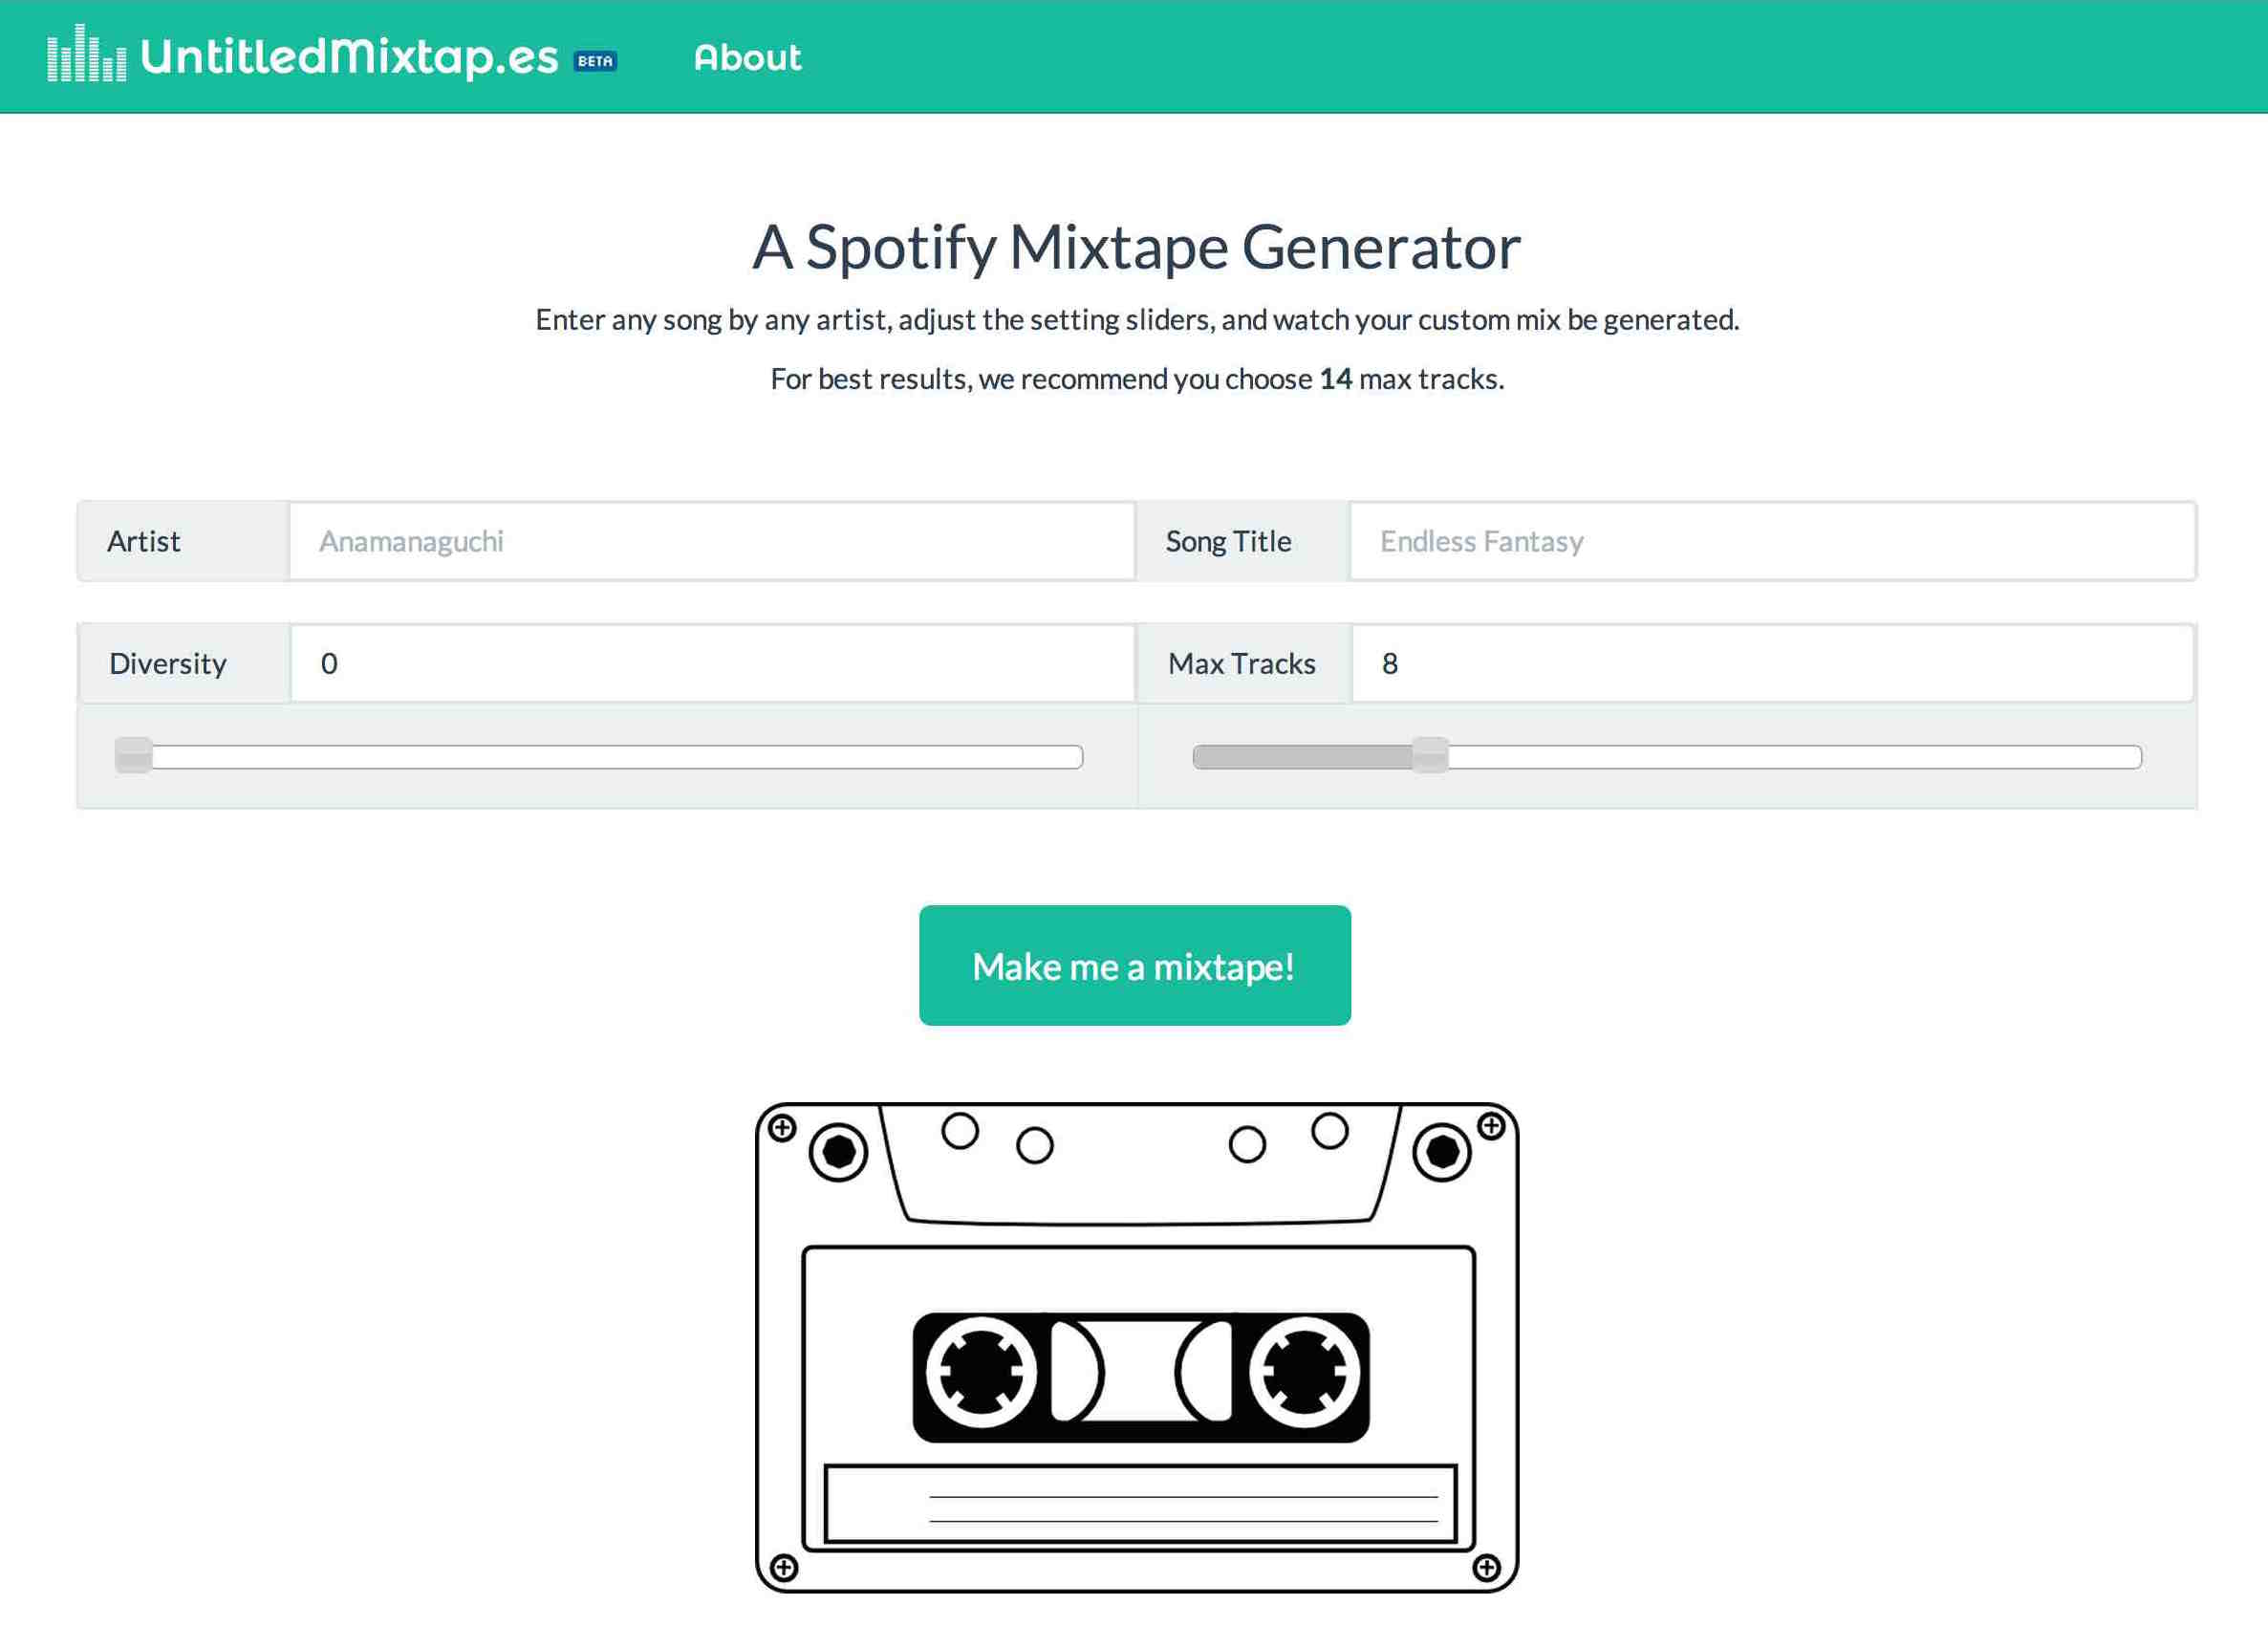 UntitledMixtap.es BETA About
A Spotify Mixtape Generator
Enter any song by any artist, adjust the setting sliders, and watch your custom mix be generated.
For best results, we recommend you choose 14 max tracks.
Artist Anamanaguchi Song Title Endless Fantasy
Diversity 0 Max Tracks 8
Make me a mixtape!